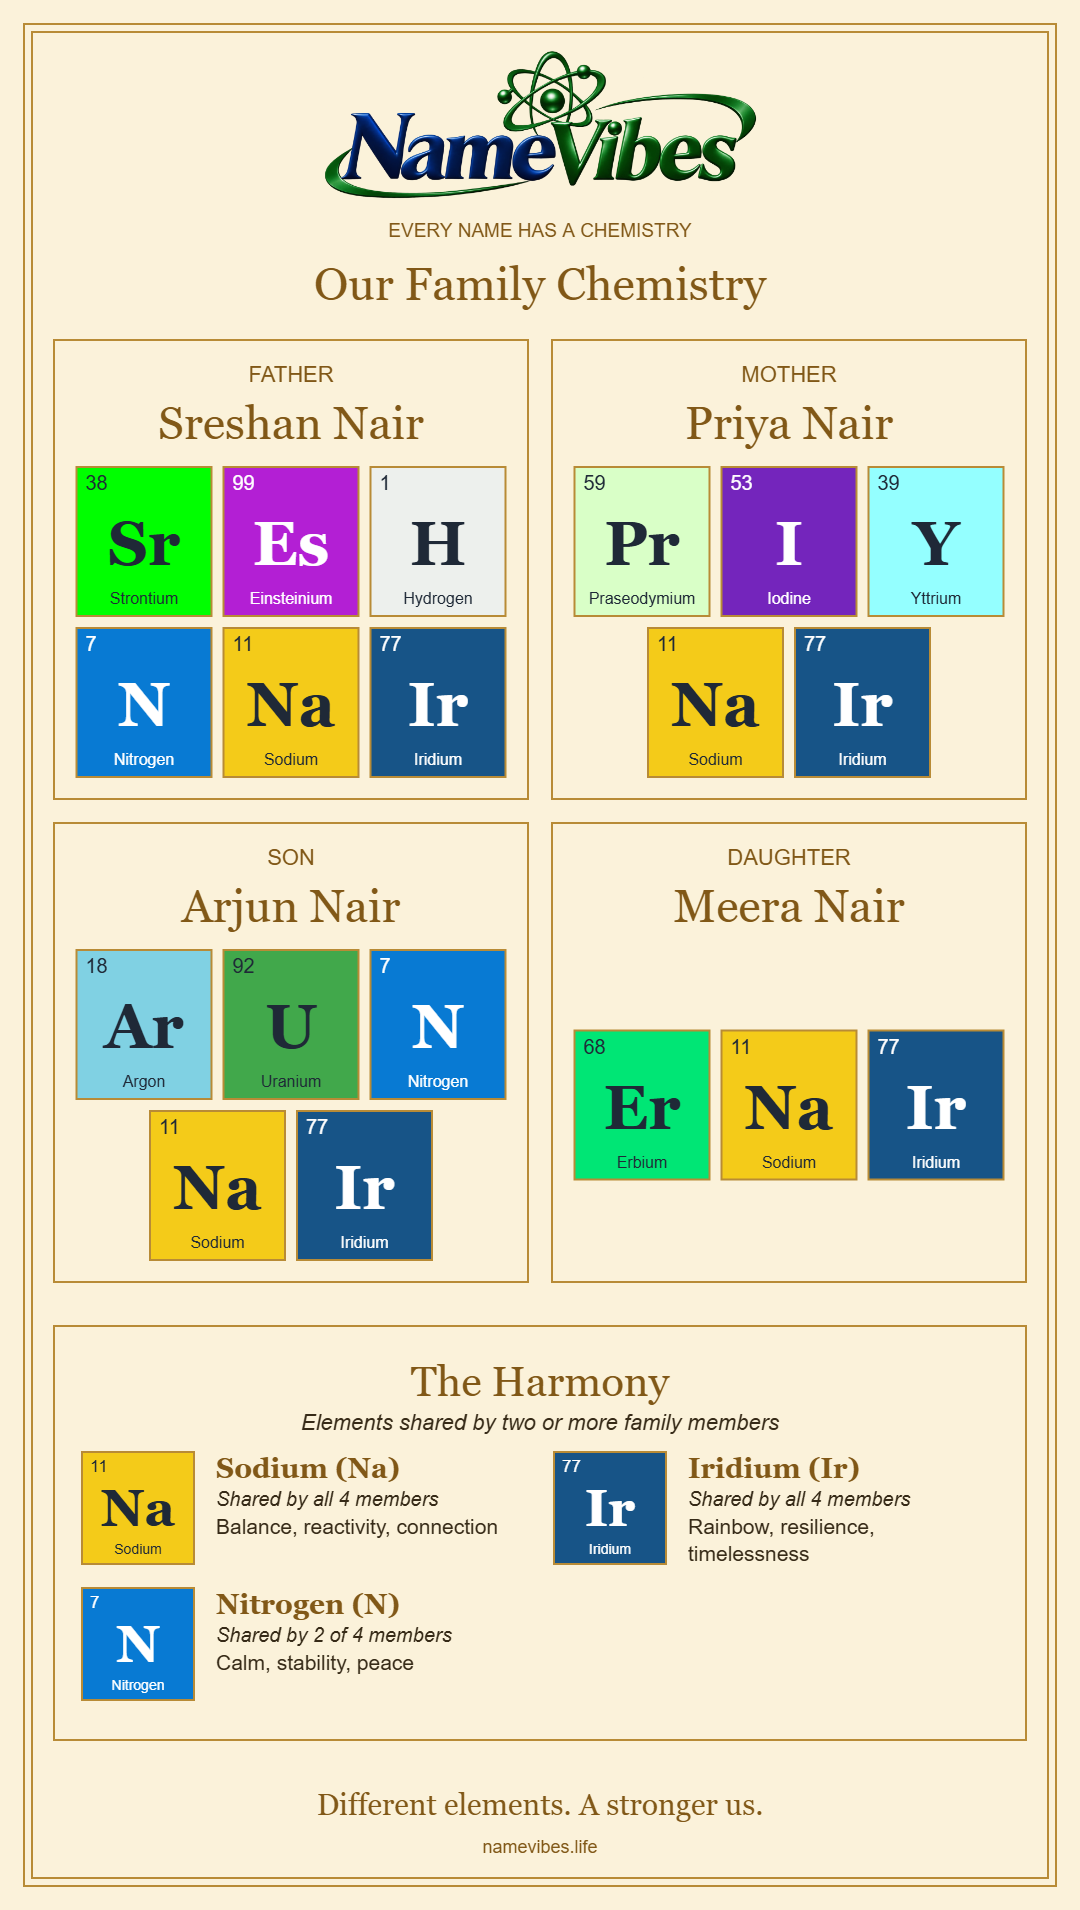 NameVibes
EVERY NAME HAS A CHEMISTRY
Our Family Chemistry
FATHER
Sreshan Nair
38
Sr
Strontium
99
Es
Einsteinium
1
H
Hydrogen
7
N
Nitrogen
11
Na
Sodium
77
Ir
Iridium
MOTHER
Priya Nair
59
Pr
Praseodymium
53
I
Iodine
39
Y
Yttrium
11
Na
Sodium
77
Ir
Iridium
SON
Arjun Nair
18
Ar
Argon
92
U
Uranium
7
N
Nitrogen
11
Na
Sodium
77
Ir
Iridium
DAUGHTER
Meera Nair
68
Er
Erbium
11
Na
Sodium
77
Ir
Iridium
The Harmony
Elements shared by two or more family members
11
Na
Sodium
Sodium (Na)
Shared by all 4 members
Balance, reactivity, connection
77
Ir
Iridium
Iridium (Ir)
Shared by all 4 members
Rainbow, resilience,
timelessness
7
N
Nitrogen
Nitrogen (N)
Shared by 2 of 4 members
Calm, stability, peace
Different elements. A stronger us.
namevibes.life